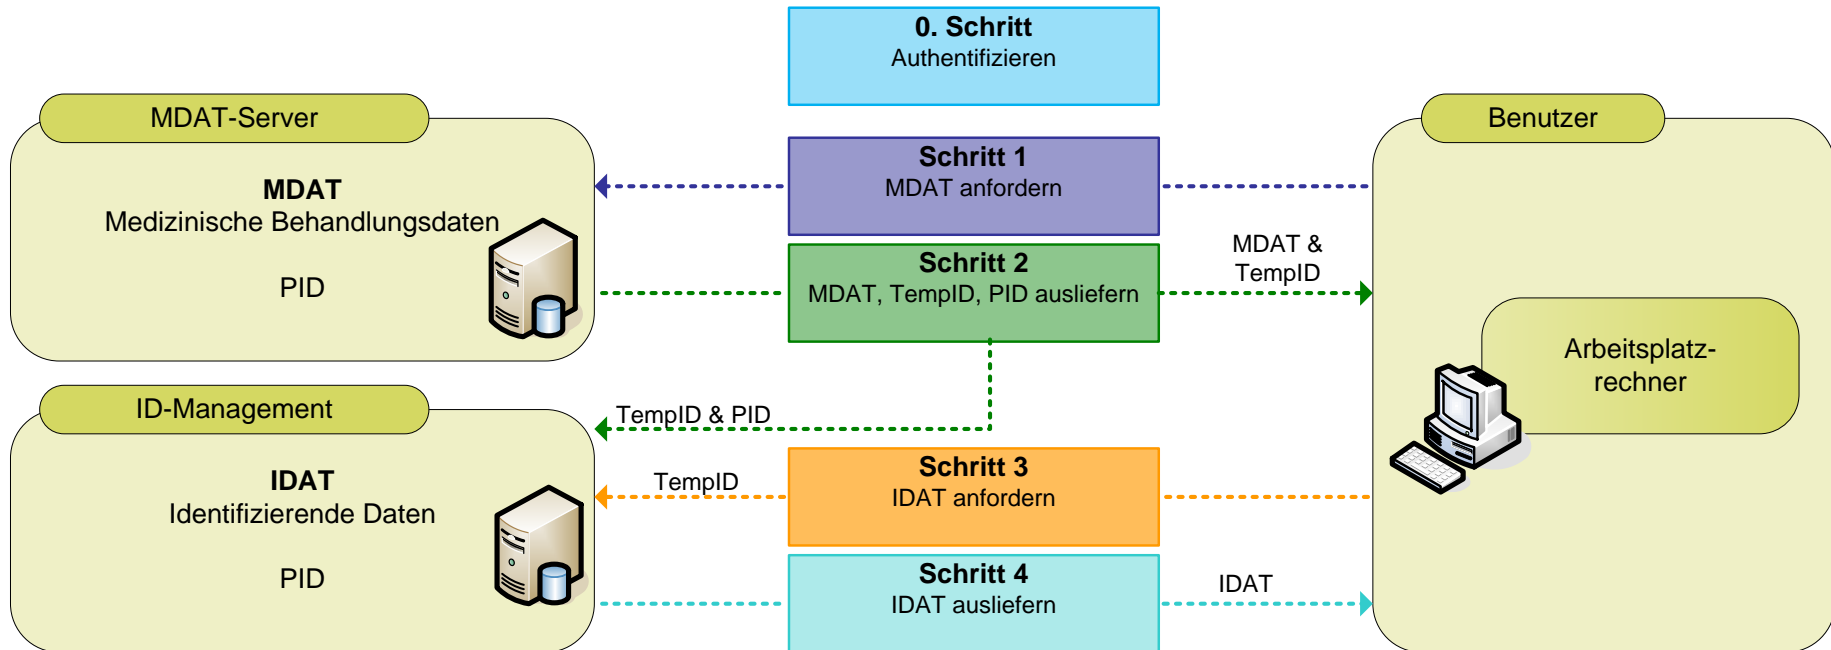 0. Schritt
Authentifizieren
MDAT-Server
MDAT
Medizinische Behandlungsdaten
PID
Schritt 1
MDAT anfordern
Schritt 2
MDAT, TempID, PID ausliefern
MDAT &
TempID
Benutzer
Arbeitsplatz-
rechner
ID-Management
IDAT
Identifizierende Daten
PID
TempID & PID
TempID
Schritt 3
IDAT anfordern
Schritt 4
IDAT ausliefern
IDAT